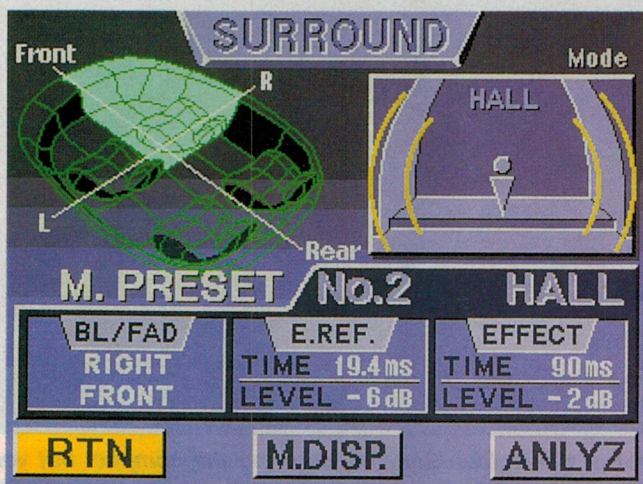 SURROUND
Front
Mode
R
HALL
L
Rear
M. PRESET No.2 HALL
BL/FAD
RIGHT
FRONT
E.REF.
TIME 19.4ms
LEVEL -6dB
EFFECT
TIME 90ms
LEVEL -2dB
RTN
M.DISP.
ANLYZ